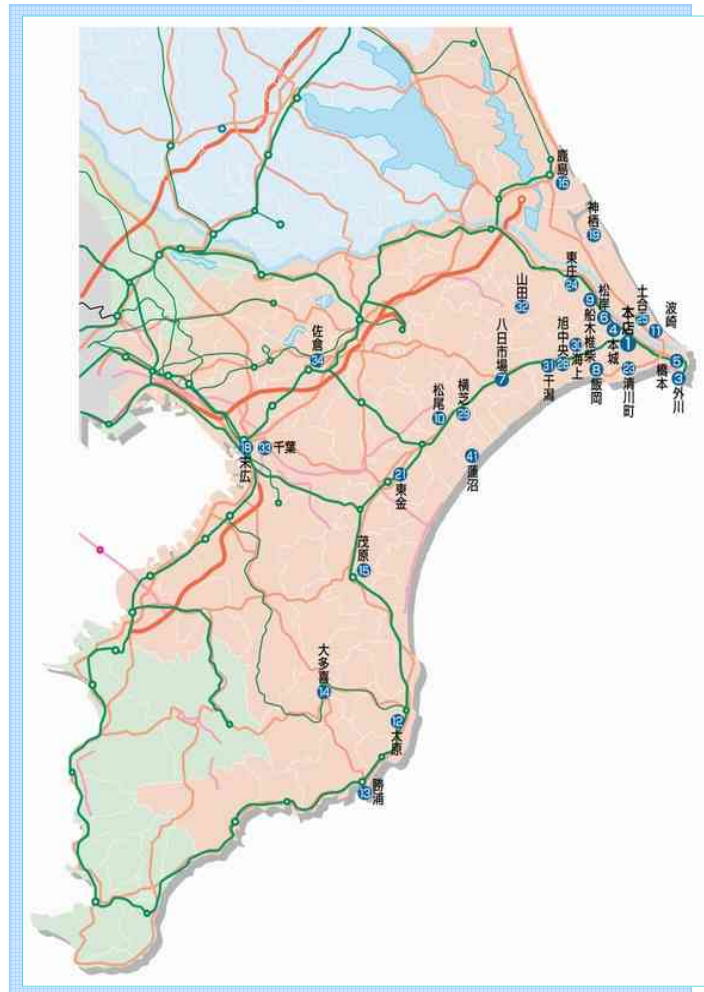 鹿島
16
神栖
19
東庄
24
山田
32
9
船木椎柴
松岸
6
4
本城
本店
1
土合
25
波崎
11
橋本
5
3
外川
清川町
23
飯岡
8
海上
30
旭中央
28
干潟
31
八日市場
7
横芝
29
松尾
10
蓮沼
41
東金
21
佐倉
34
18
末広
33
千葉
茂原
15
大多喜
14
12
大原
13
勝浦